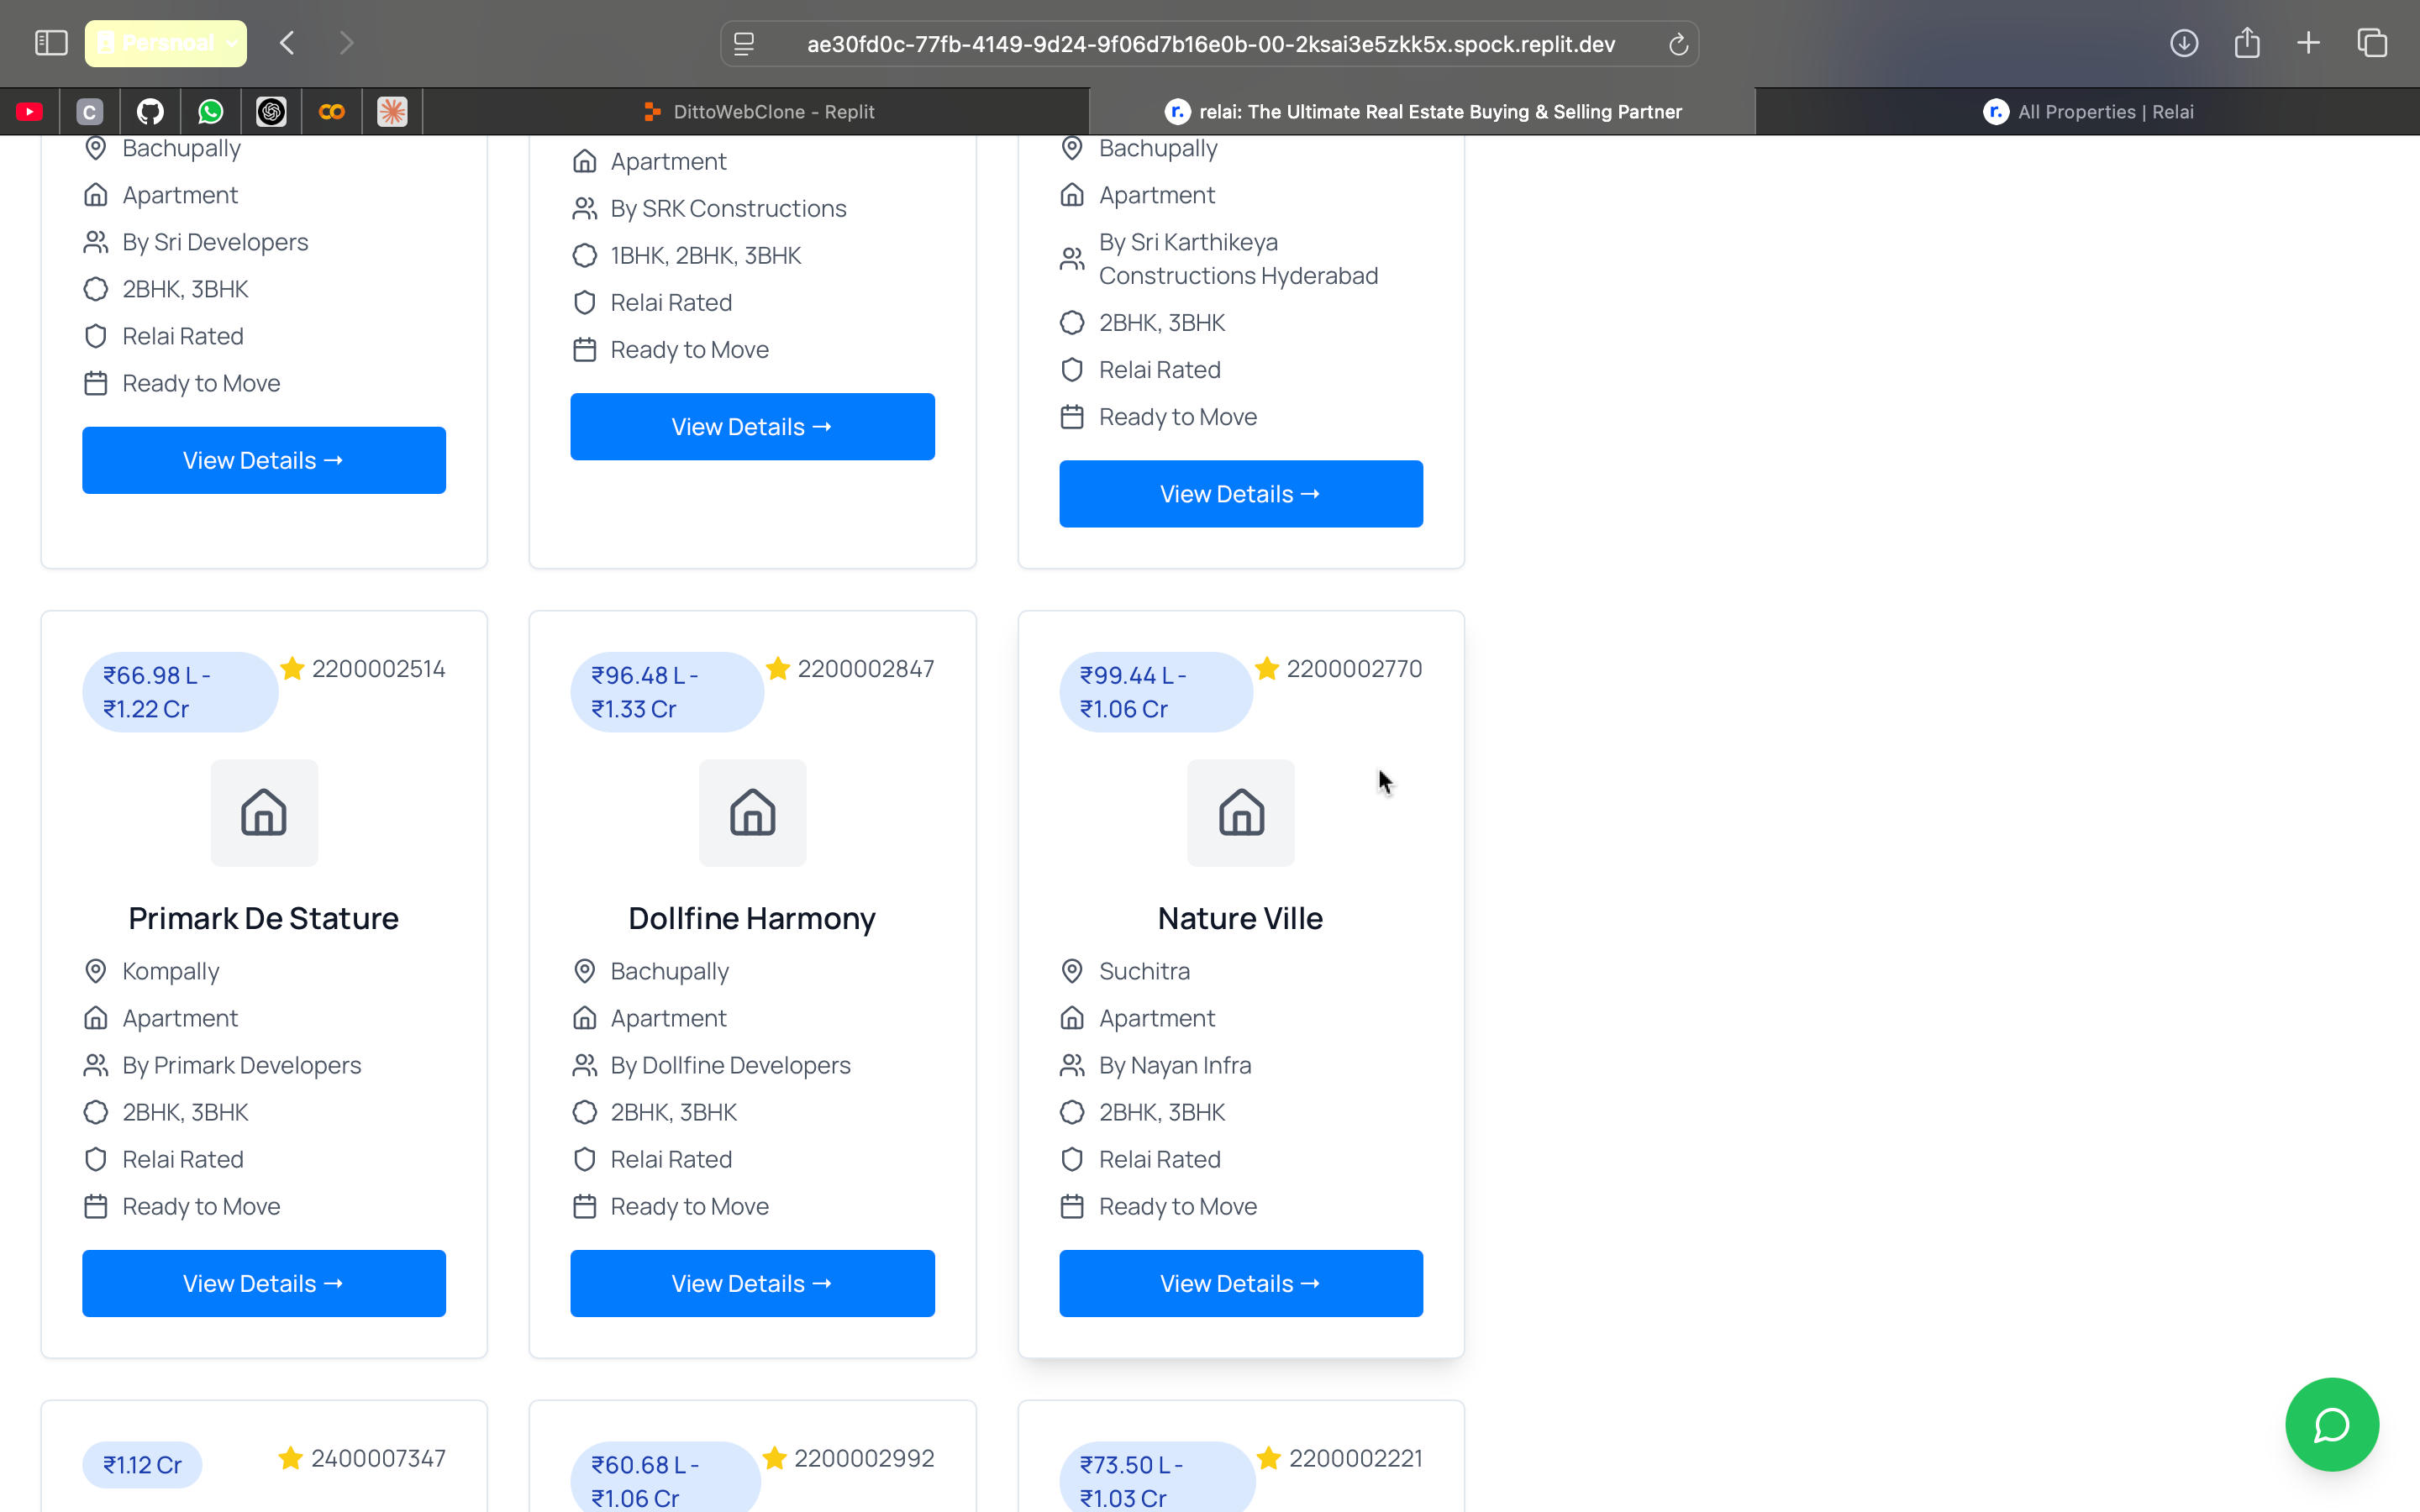 Persnoal
ae30fd0c-77fb-4149-9d24-9f06d7b16e0b-00-2ksai3e5zkk5x.spock.replit.dev
C
DittoWebClone - Replit
r. relai: The Ultimate Real Estate Buying & Selling Partner
r. All Properties | Relai
Bachupally
Apartment
By Sri Developers
2BHK, 3BHK
Relai Rated
Ready to Move
View Details →
Apartment
By SRK Constructions
1BHK, 2BHK, 3BHK
Relai Rated
Ready to Move
View Details →
Bachupally
Apartment
By Sri Karthikeya
Constructions Hyderabad
2BHK, 3BHK
Relai Rated
Ready to Move
View Details →
₹66.98 L -
₹1.22 Cr
2200002514
Primark De Stature
Kompally
Apartment
By Primark Developers
2BHK, 3BHK
Relai Rated
Ready to Move
View Details →
₹96.48 L -
₹1.33 Cr
2200002847
Dollfine Harmony
Bachupally
Apartment
By Dollfine Developers
2BHK, 3BHK
Relai Rated
Ready to Move
View Details →
₹99.44 L -
₹1.06 Cr
2200002770
Nature Ville
Suchitra
Apartment
By Nayan Infra
2BHK, 3BHK
Relai Rated
Ready to Move
View Details →
₹1.12 Cr
2400007347
₹60.68 L -
₹1.06 Cr
2200002992
₹73.50 L -
₹1.03 Cr
2200002221